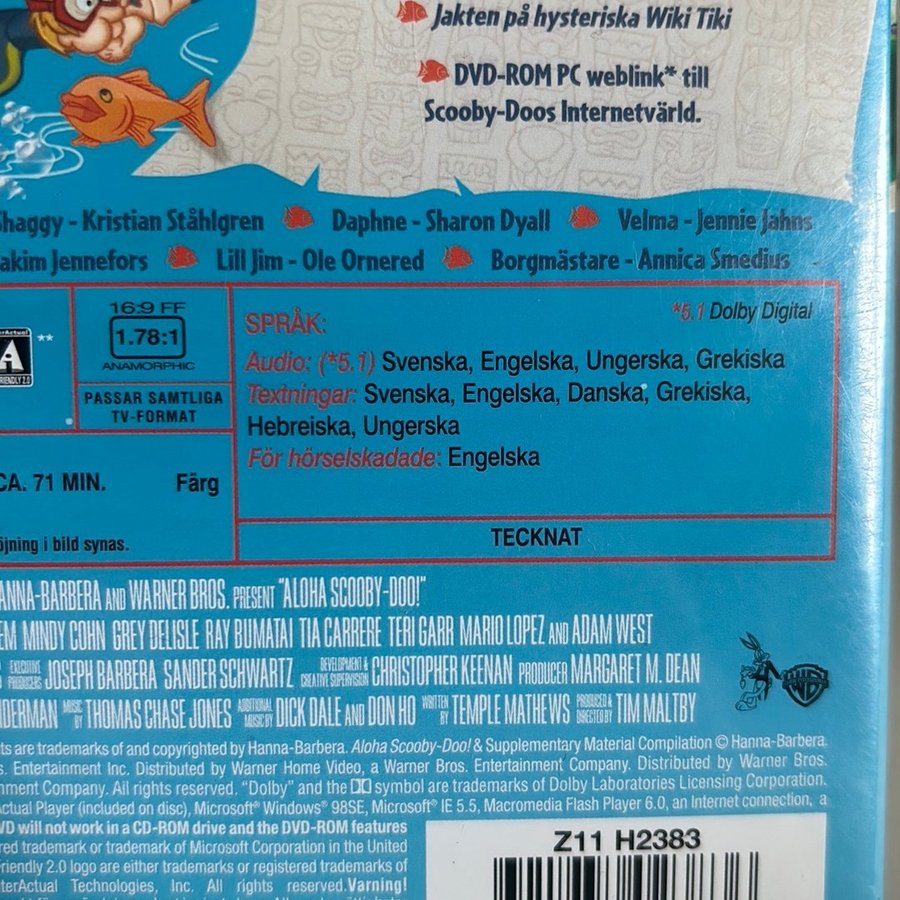 Jakten på hysteriska Wiki Tiki
DVD-ROM PC weblink* till
Scooby-Doos Internetvärld.
Shaggy - Kristian Ståhlgren Daphne - Sharon Dyall Velma - Jennie Jahns
Jennefors Lill Jim - Ole Ornered Borgmästare - Annica Smedius
**
16:9 FF
1.78:1
ANAMORPHIC
PASSAR SAMTLIGA
TV-FORMAT
CA. 71 MIN. Färg
i bild synas.
*5.1 Dolby Digital
SPRÅK:
Audio: (*5.1) Svenska, Engelska, Ungerska, Grekiska
Textningar: Svenska, Engelska, Danska, Grekiska,
Hebreiska, Ungerska
För hörselskadade: Engelska
TECKNAT
HANNA-BARBERA AND WARNER BROS. PRESENT "ALOHA SCOOBY-DOO!"
MINDY COHN GREY DELISLE RAY BUMATAI TIA CARRERE TERI GARR MARIO LOPEZ AND ADAM WEST
EXECUTIVE PRODUCERS JOSEPH BARBERA SANDER SCHWARTZ DEVELOPMENT & CREATIVE SUPERVISION CHRISTOPHER KEENAN PRODUCER MARGARET M. DEAN
MUSIC BY THOMAS CHASE JONES ADDITIONAL MUSIC BY DICK DALE AND DON HO WRITTEN BY TEMPLE MATHEWS PRODUCED & DIRECTED BY TIM MALTBY
are trademarks of and copyrighted by Hanna-Barbera. Aloha Scooby-Doo! & Supplementary Material Compilation © Hanna-Barbera
Entertainment Inc. Distributed by Warner Home Video, a Warner Bros. Entertainment Company. Distributed by Warner Bros.
Company. All rights reserved. "Dolby" and the symbol are trademarks of Dolby Laboratories Licensing Corporation.
Player (included on disc), Microsoft® Windows® 98SE, Microsoft® IE 5.5, Macromedia Flash Player 6.0, an Internet connection, a
will not work in a CD-ROM drive and the DVD-ROM features
trademark or trademark of Microsoft Corporation in the United
Friendly 2.0 logo are either trademarks or registered trademarks of
InterActual Technologies, Inc. All rights reserved. Varning!
Z11 H2383